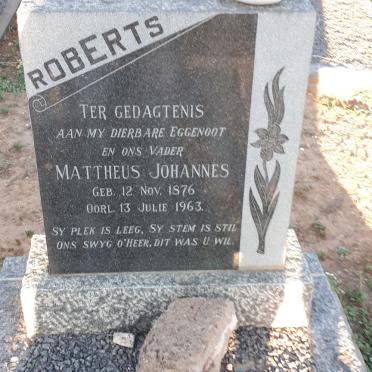 ROBERTS
TER GEDAGTENIS
AAN MY DIERBARE EGGENOOT
EN ONS VADER
MATTHEUS JOHANNES
GEB. 12 NOV. 1876
OORL. 13 JULIE 1963.
SY PLEK IS LEEG, SY STEM IS STIL
ONS SWYG O'HEER, DIT WAS U WIL.